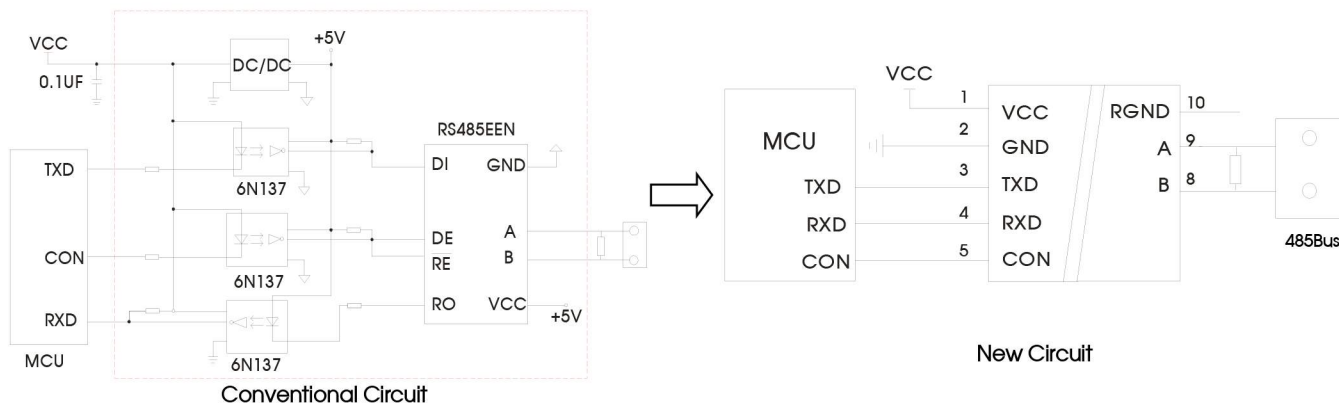 VCC
0.1UF
DC/DC
+5V
RS485EEN
MCU
TXD
CON
RXD
6N137
6N137
6N137
DI
DE
RE
RO
GND
A
B
VCC
+5V
Conventional Circuit
MCU
TXD
RXD
CON
VCC
1
2
3
4
5
VCC
GND
TXD
RXD
CON
RGND
A
B
10
9
8
485Bus
New Circuit